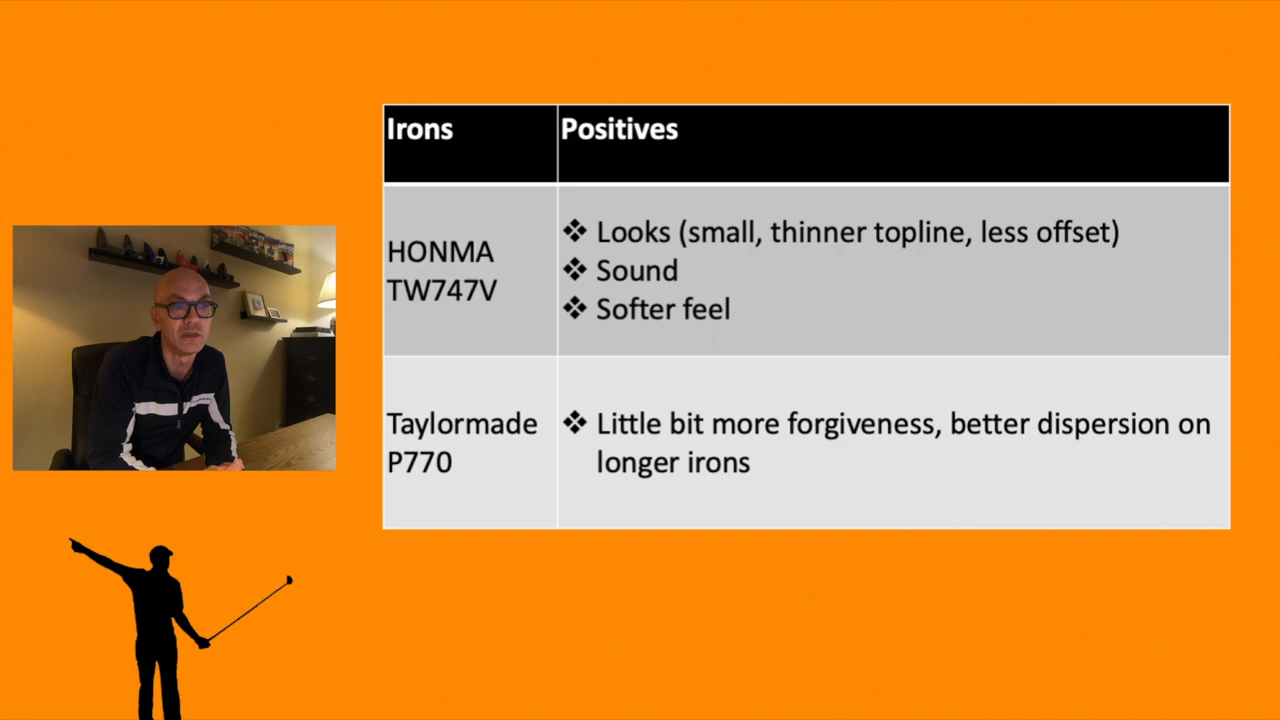 Irons
Positives
HONMA
TW747V
❖ Looks (small, thinner topline, less offset)
❖ Sound
❖ Softer feel
Taylormade
P770
❖ Little bit more forgiveness, better dispersion on
longer irons